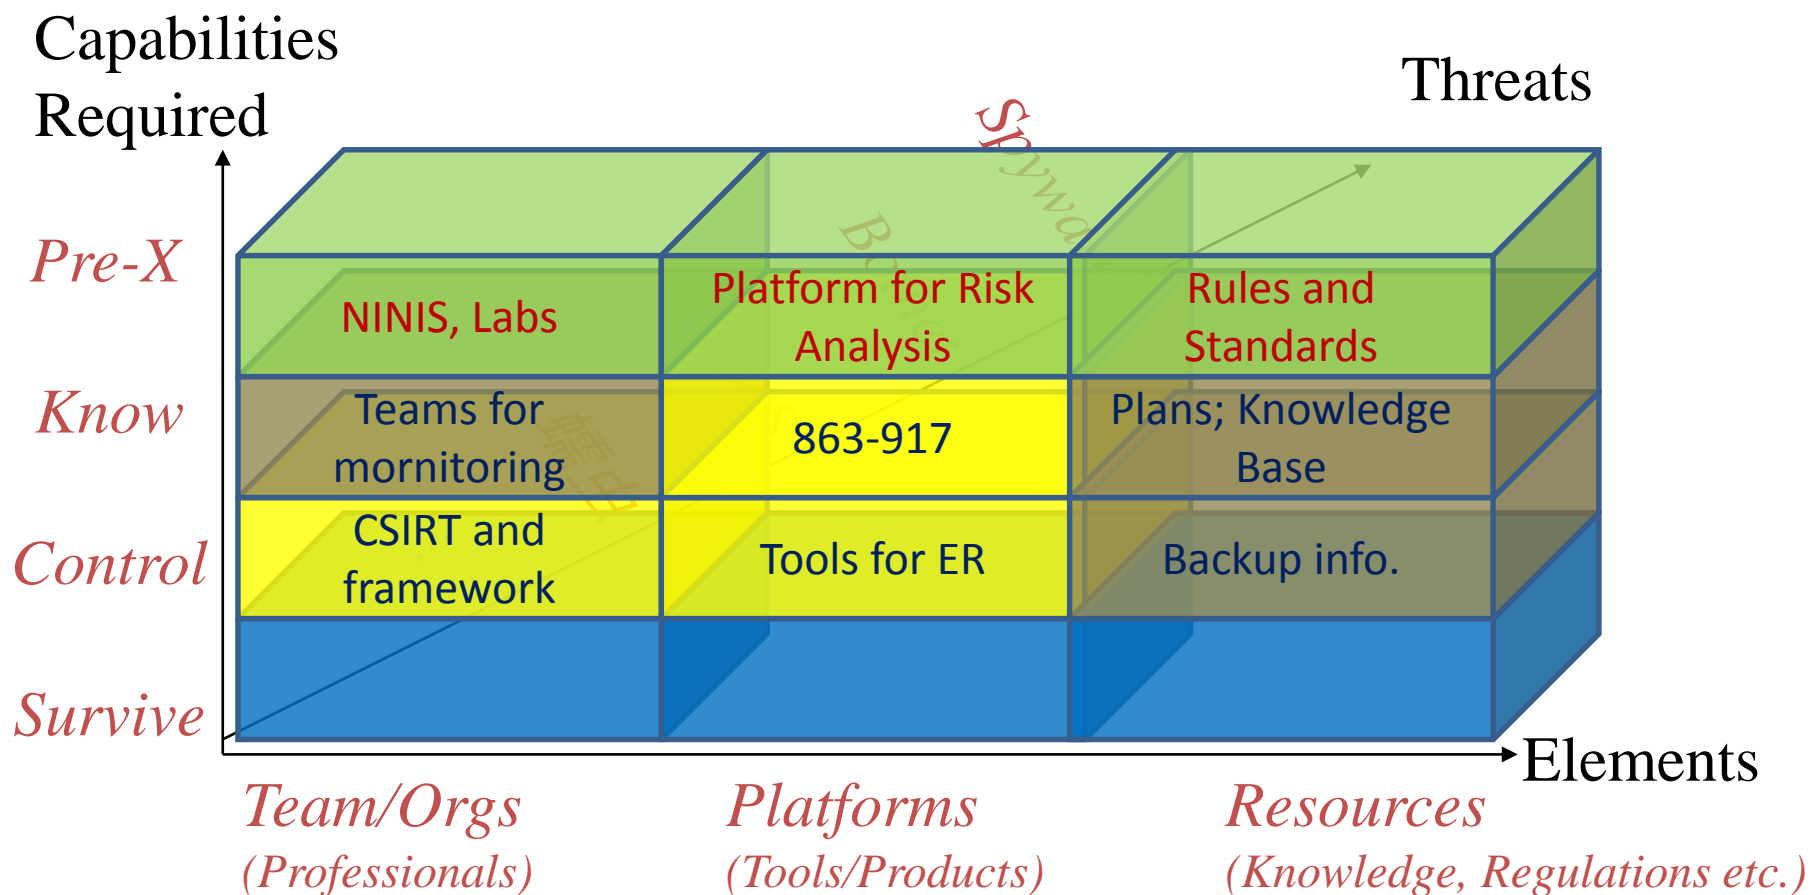 Capabilities
Required
Threats
Pre-X
NINIS, Labs
Platform for Risk
Analysis
Rules and
Standards
Know
Teams for
mornitoring
863-917
Plans; Knowledge
Base
Control
CSIRT and
framework
Tools for ER
Backup info.
Survive
Elements
Team/Orgs
Platforms
Resources
(Professionals)
(Tools/Products)
(Knowledge, Regulations etc.)
蠕虫